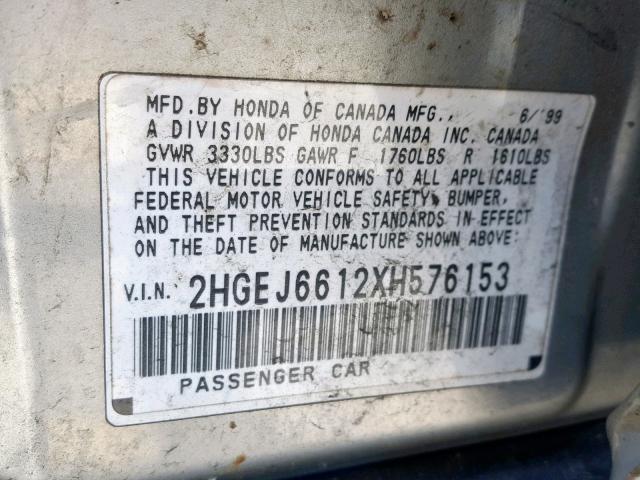 MFD. BY HONDA OF CANADA MFG., 6/'99
A DIVISION OF HONDA CANADA INC. CANADA
GVWR 3330LBS GAWR F 1760LBS R 1610LBS
THIS VEHICLE CONFORMS TO ALL APPLICABLE
FEDERAL MOTOR VEHICLE SAFETY, BUMPER,
AND THEFT PREVENTION STANDARDS IN EFFECT
ON THE DATE OF MANUFACTURE SHOWN ABOVE:
V.I.N. 2HGEJ6612XH576153
PASSENGER CAR